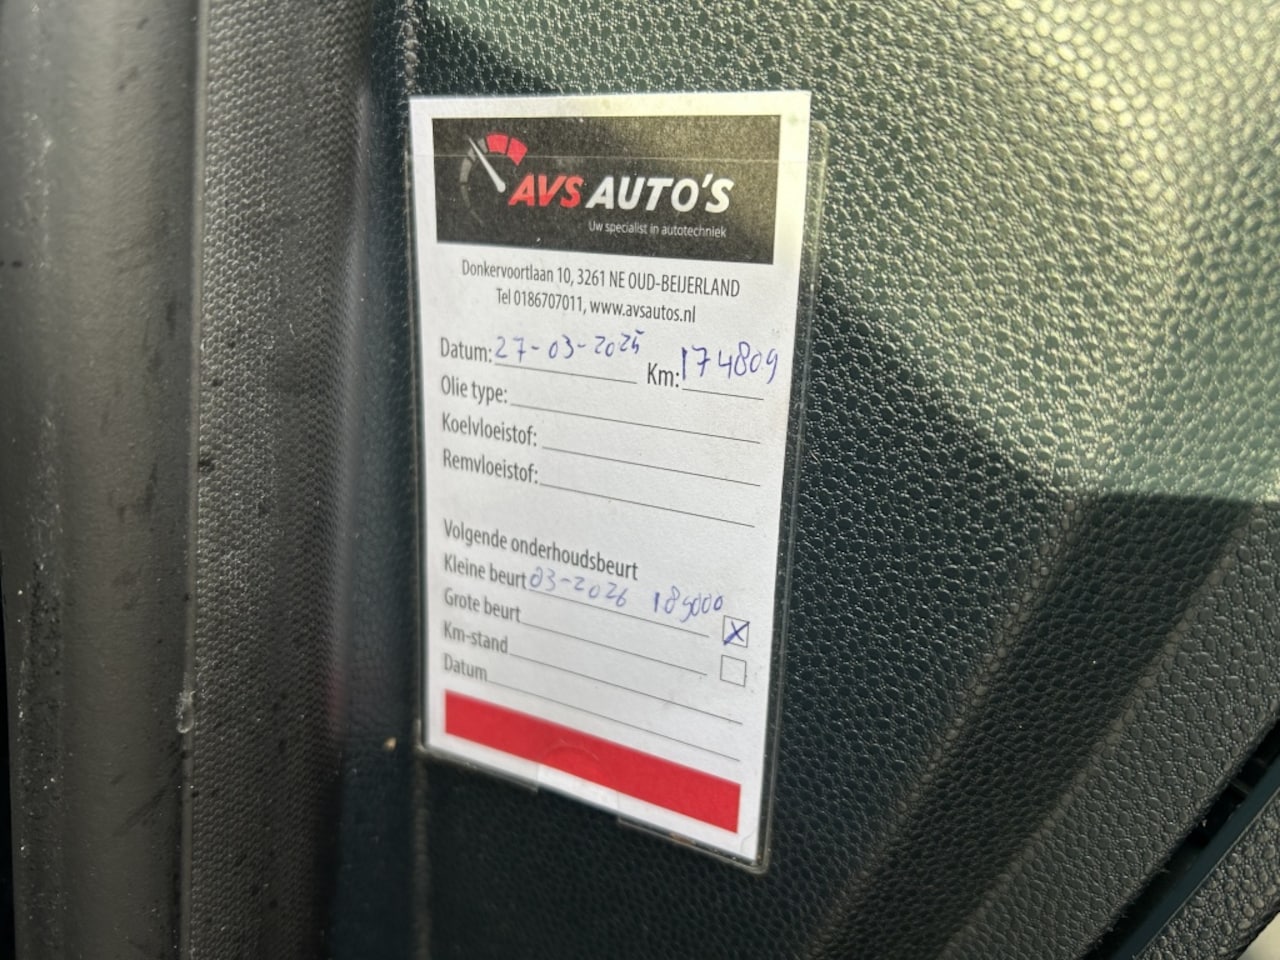 AVS AUTO'S
Uw specialist in autotechniek
Donkervoortlaan 10, 3261 NE OUD-BEIJERLAND
Tel 0186707011, www.avsautos.nl
Datum: 27-03-2025 Km: 174809
Olie type:
Koelvloeistof:
Remvloeistof:
Volgende onderhoudsbeurt
Kleine beurt 03-2026 189000 X
Grote beurt
Km-stand
Datum